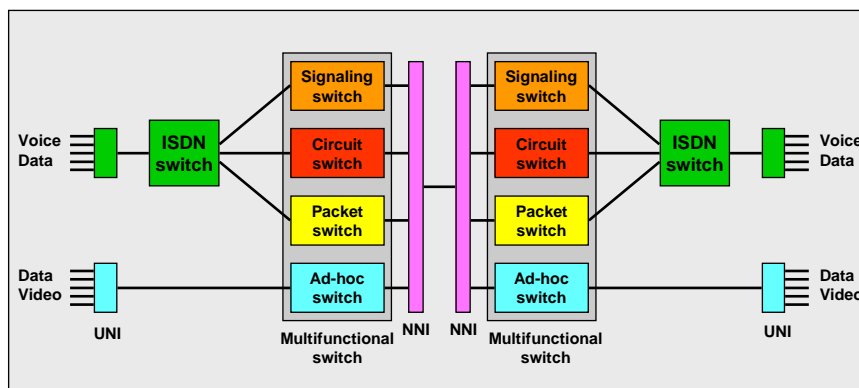 Signaling
switch
Signaling
switch
Voice
Data
ISDN
switch
Circuit
switch
Circuit
switch
ISDN
switch
Voice
Data
Packet
switch
Packet
switch
Data
Video
Ad-hoc
switch
Ad-hoc
switch
Data
Video
UNI
Multifunctional
switch
NNI
NNI
Multifunctional
switch
UNI